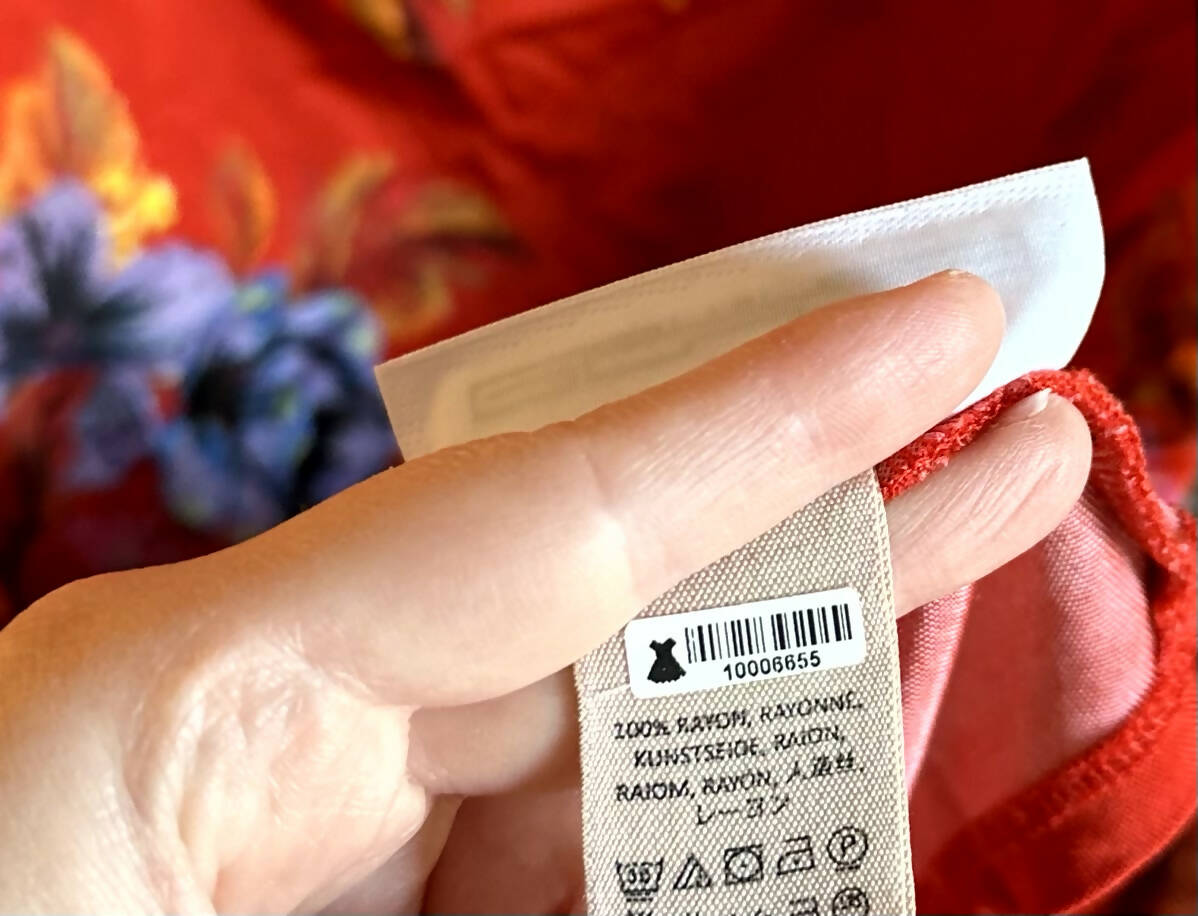 10006655
100% RAYON, RAYONNE,
KUNSTSEIDE, RAION,
RAIOM, RAYON, 人造丝,
レーヨン
P